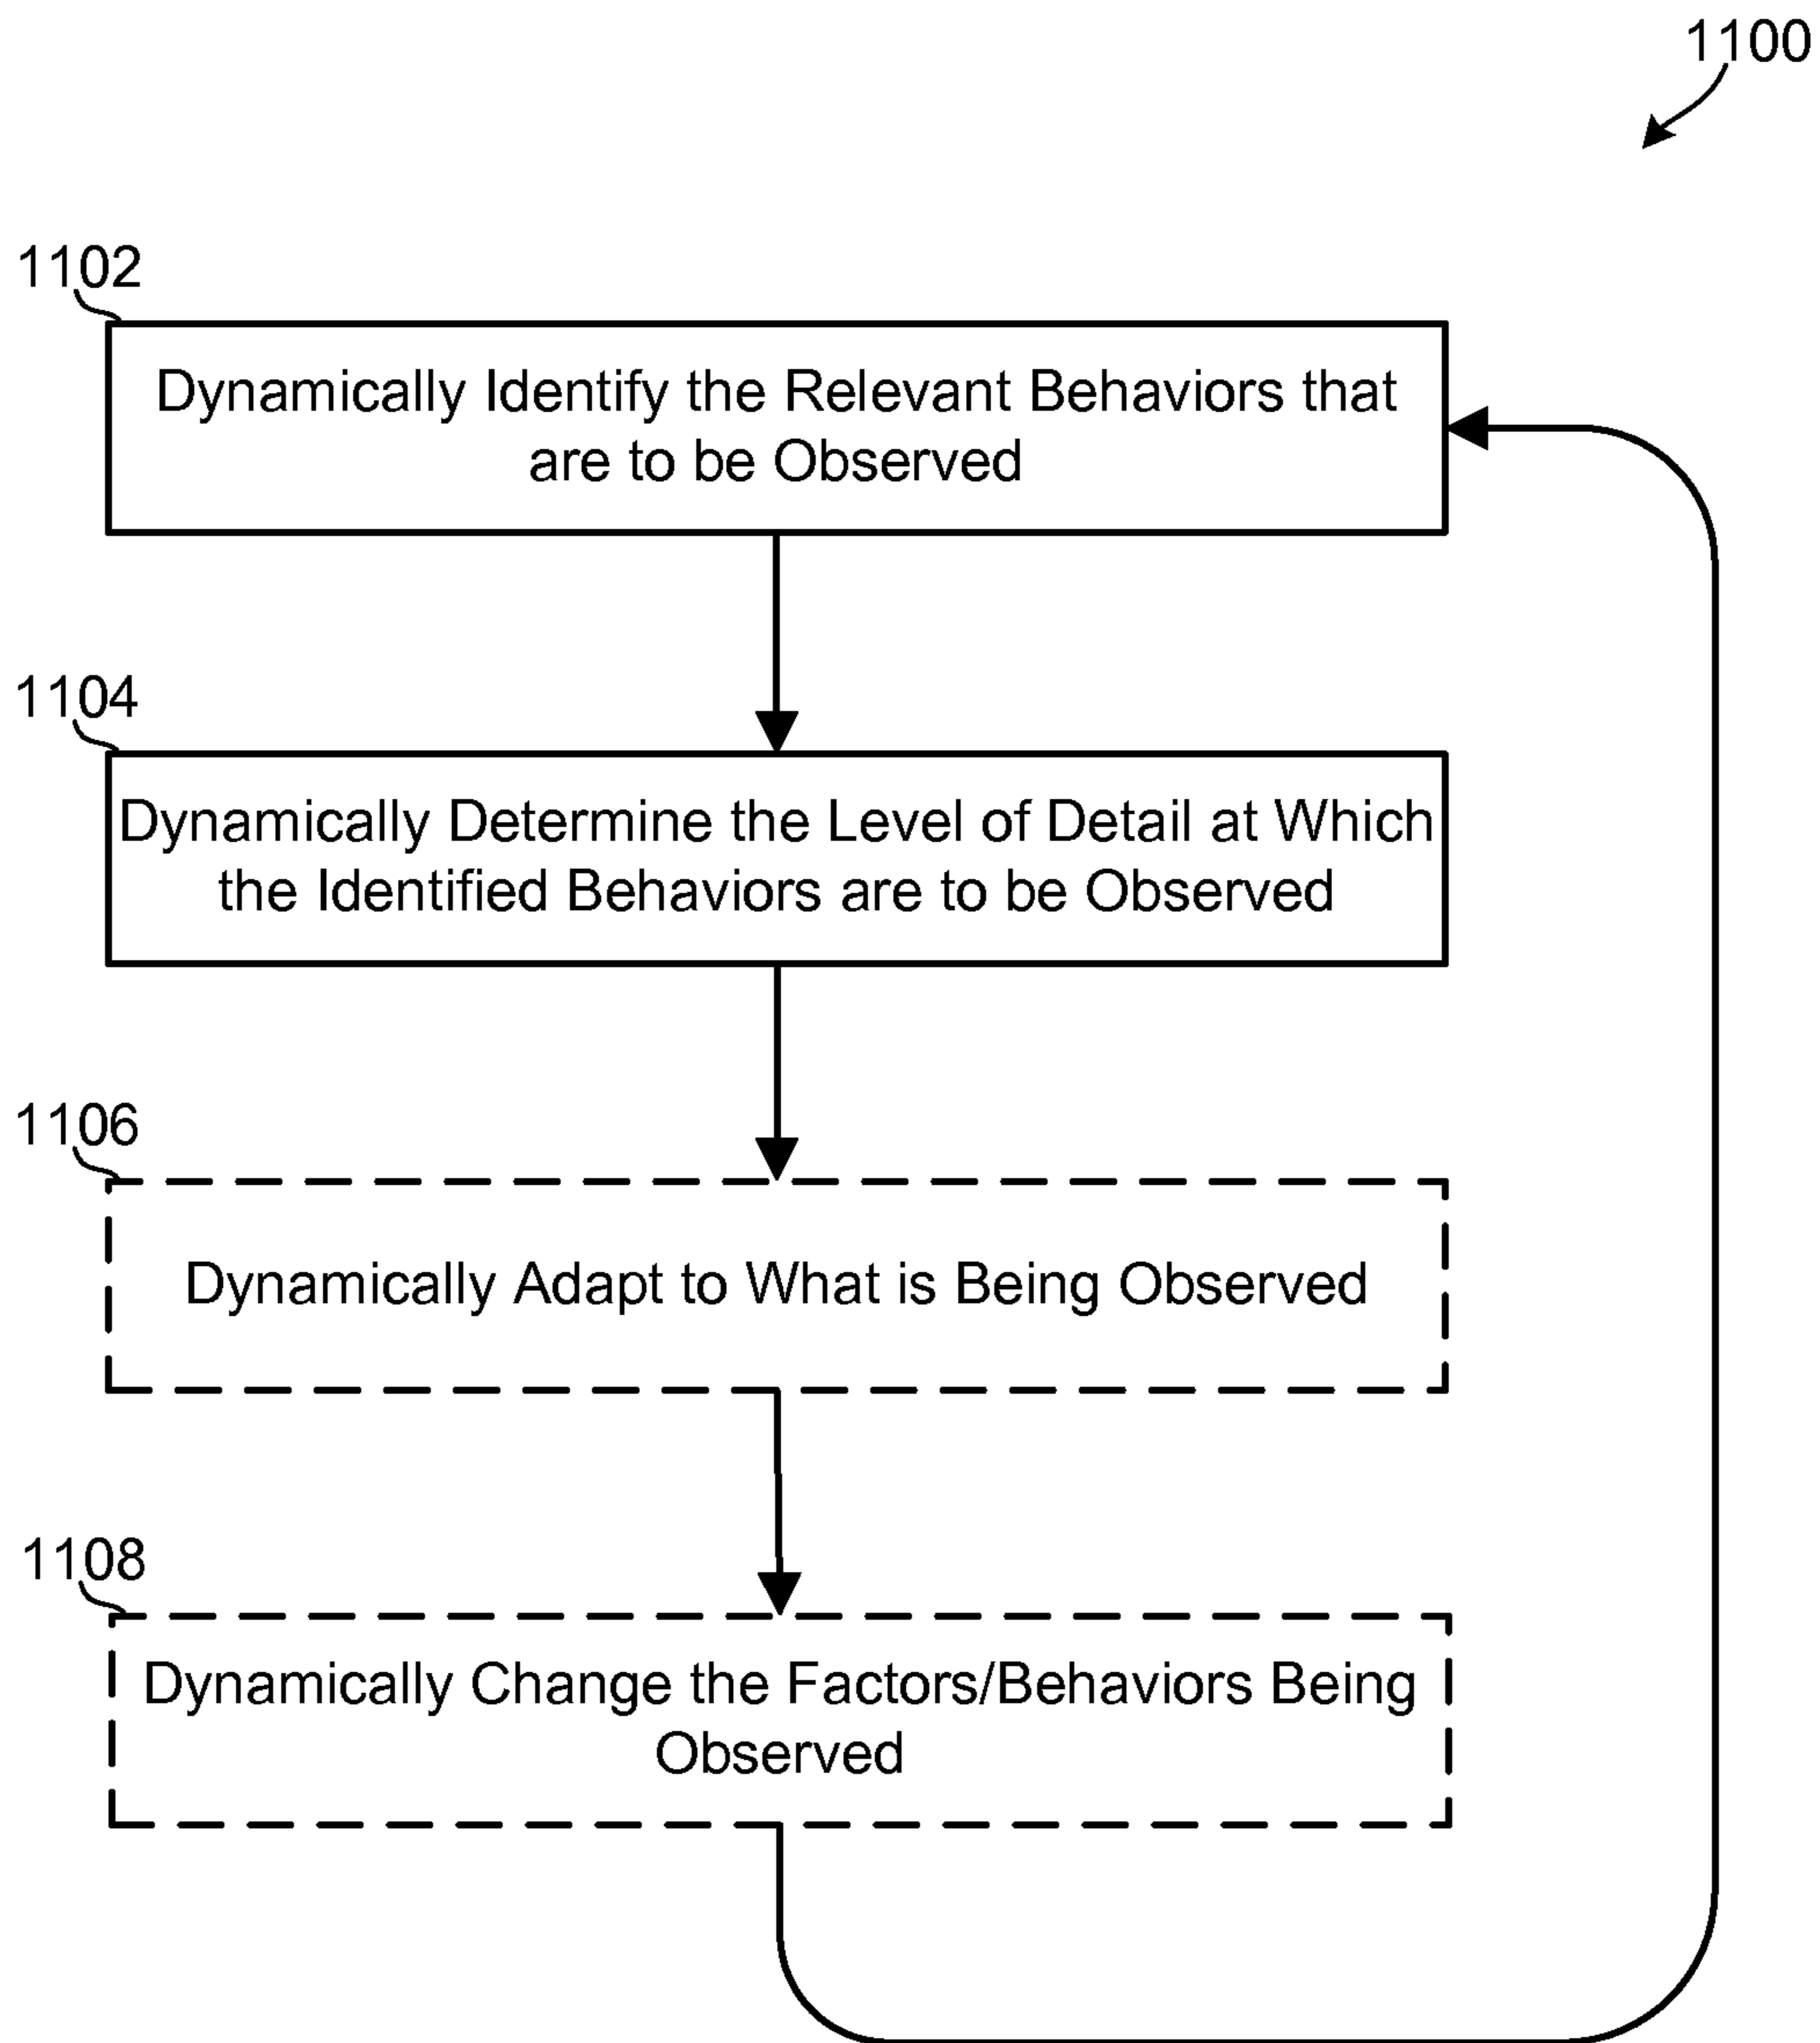 1100
1102
Dynamically Identify the Relevant Behaviors that
are to be Observed
1104
Dynamically Determine the Level of Detail at Which
the Identified Behaviors are to be Observed
1106
Dynamically Adapt to What is Being Observed
1108
Dynamically Change the Factors/Behaviors Being
Observed